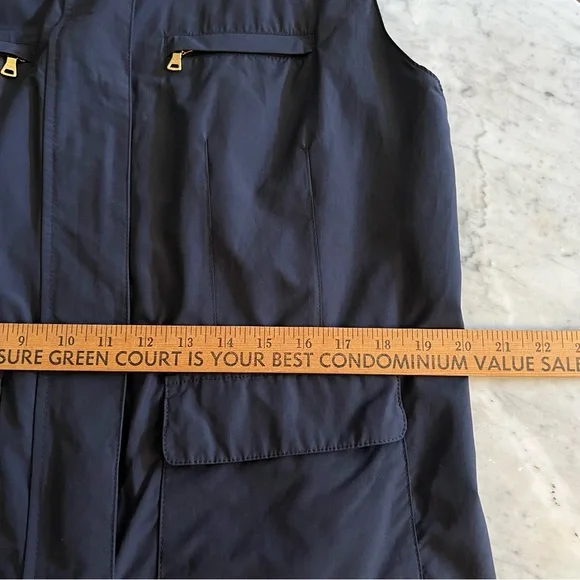 9 10 11 12 13 14 15 16 17 18 19 20 21 22
SURE GREEN COURT IS YOUR BEST CONDOMINIUM VALUE SALE